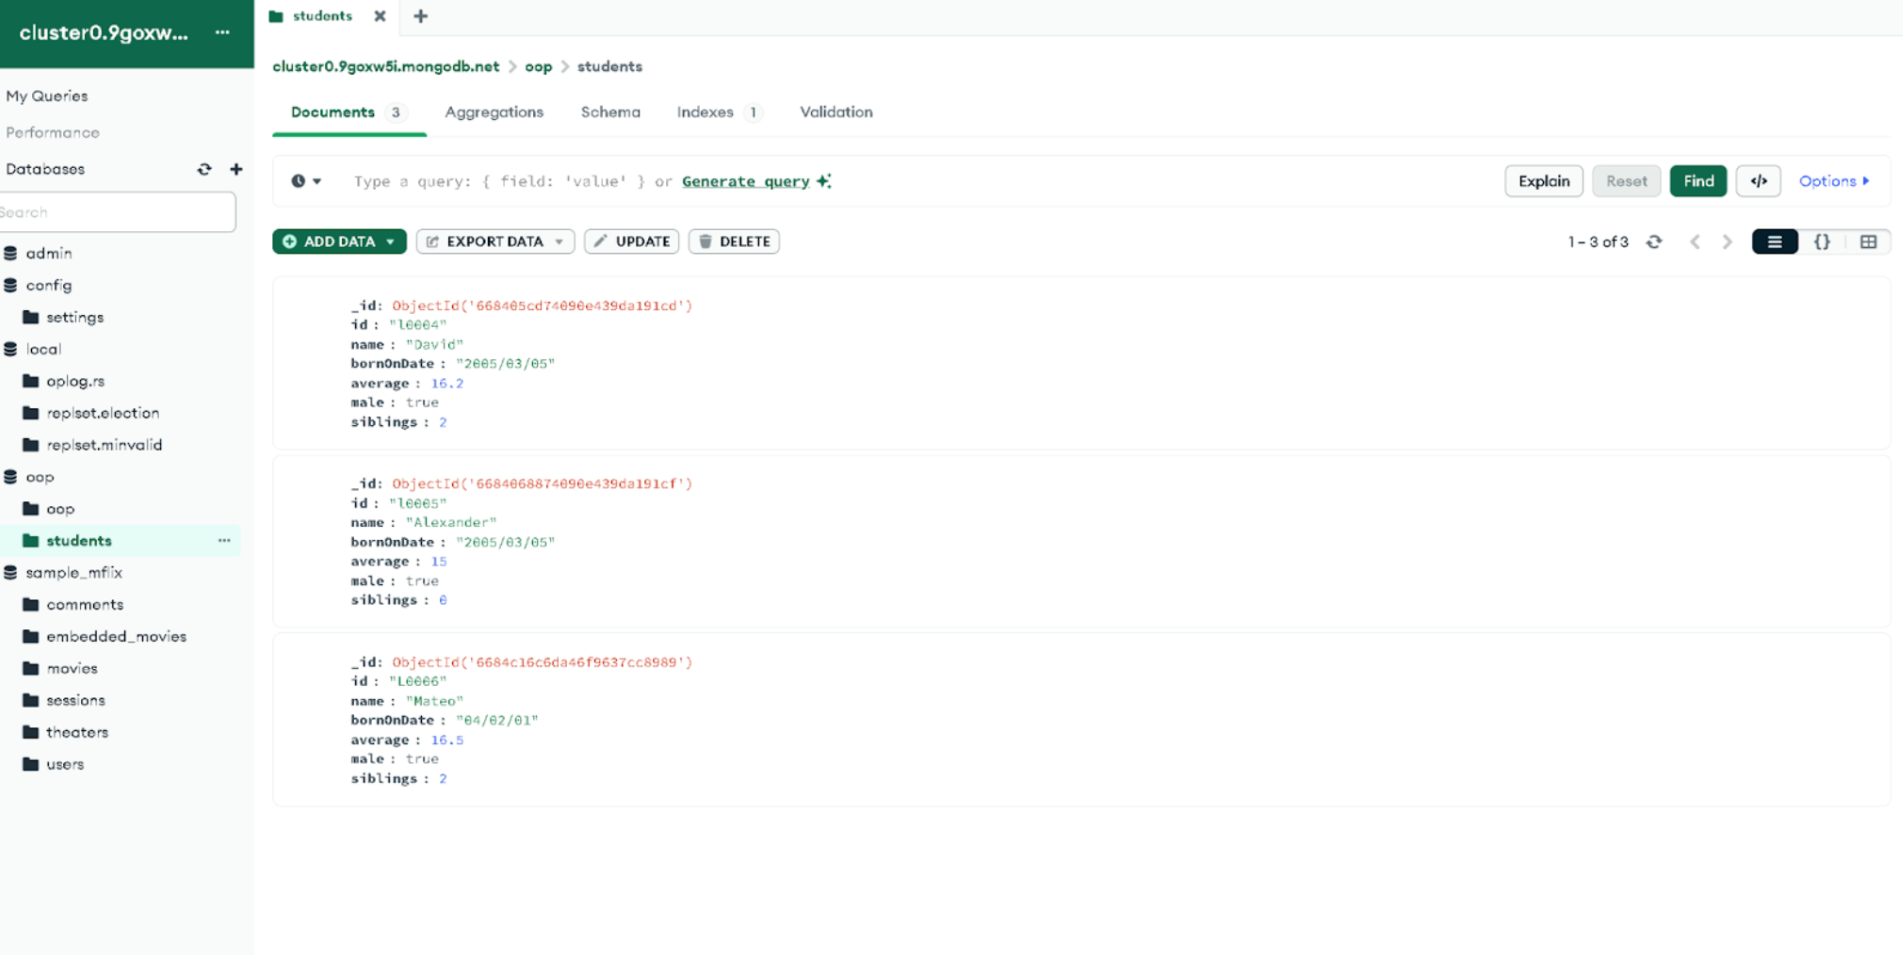 cluster0.9goxw... ...
My Queries
Performance
Databases
Search
admin
config
settings
local
oplog.rs
replset.election
replset.minvalid
oop
oop
students ...
sample_mflix
comments
embedded_movies
movies
sessions
theaters
users
students
cluster0.9goxw5i.mongodb.net > oop > students
Documents 3 Aggregations Schema Indexes 1 Validation
Type a query: { field: 'value' } or Generate query
Explain Reset Find </> Options
ADD DATA EXPORT DATA UPDATE DELETE
1 – 3 of 3 {}
_id: ObjectId('668405cd74090e439da191cd')
id : "l0004"
name : "David"
bornOnDate : "2005/03/05"
average : 16.2
male : true
siblings : 2
_id: ObjectId('6684068874090e439da191cf')
id : "l0005"
name : "Alexander"
bornOnDate : "2005/03/05"
average : 15
male : true
siblings : 0
_id: ObjectId('6684c16c6da46f9637cc8989')
id : "L0006"
name : "Mateo"
bornOnDate : "04/02/01"
average : 16.5
male : true
siblings : 2